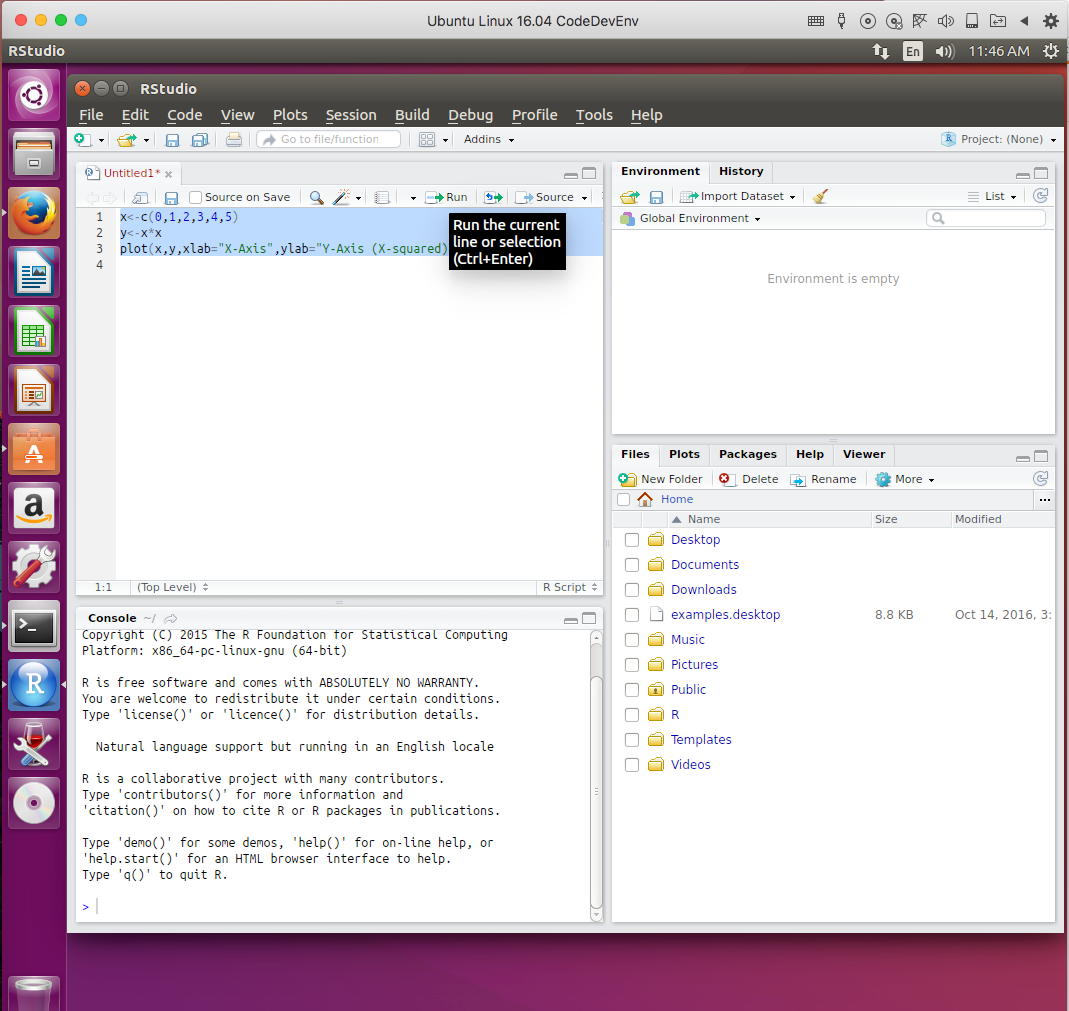 Ubuntu Linux 16.04 CodeDevEnv
RStudio
En
11:46 AM
RStudio
File Edit Code View Plots Session Build Debug Profile Tools Help
Go to file/function
Addins
Project: (None)
Untitled1*
Source on Save
Run
Source
1 x<-c(0,1,2,3,4,5)
2 y<-x*x
3 plot(x,y,xlab="X-Axis",ylab="Y-Axis (X-squared)
4
Run the current
line or selection
(Ctrl+Enter)
1:1 (Top Level) R Script
Console ~/
Copyright (C) 2015 The R Foundation for Statistical Computing
Platform: x86_64-pc-linux-gnu (64-bit)
R is free software and comes with ABSOLUTELY NO WARRANTY.
You are welcome to redistribute it under certain conditions.
Type 'license()' or 'licence()' for distribution details.
Natural language support but running in an English locale
R is a collaborative project with many contributors.
Type 'contributors()' for more information and
'citation()' on how to cite R or R packages in publications.
Type 'demo()' for some demos, 'help()' for on-line help, or
'help.start()' for an HTML browser interface to help.
Type 'q()' to quit R.
>
Environment History
Import Dataset
List
Global Environment
Environment is empty
Files Plots Packages Help Viewer
New Folder Delete Rename More
Home ...
Name Size Modified
Desktop
Documents
Downloads
examples.desktop 8.8 KB Oct 14, 2016, 3:
Music
Pictures
Public
R
Templates
Videos
A
a
>_
R